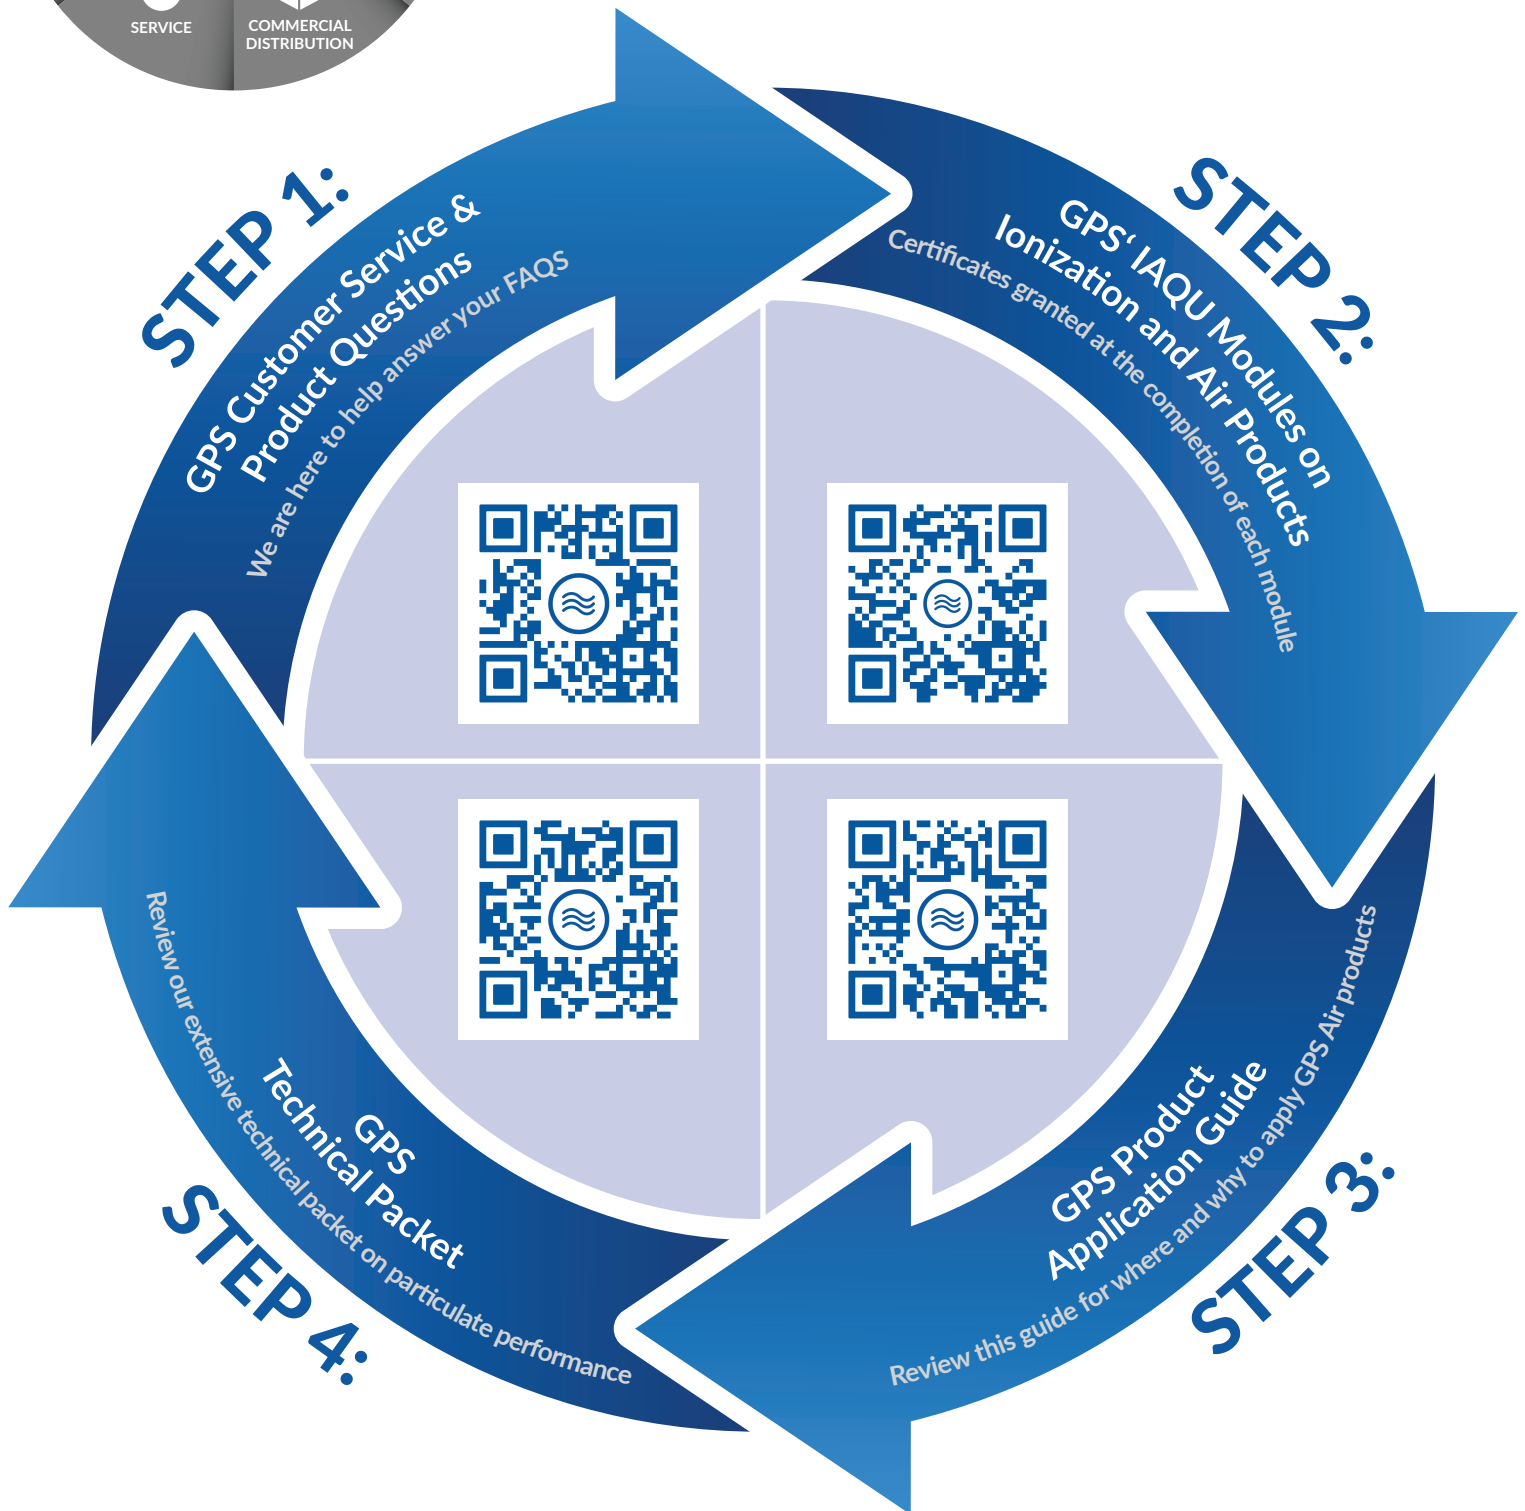 SERVICE
COMMERCIAL
DISTRIBUTION
STEP 1:
GPS Customer Service &
Product Questions
We are here to help answer your FAQS
STEP 2:
GPS‘ IAQU Modules on
Ionization and Air Products
Certificates granted at the completion of each module
STEP 3:
GPS Product
Application Guide
Review this guide for where and why to apply GPS Air products
STEP 4:
GPS
Technical Packet
Review our extensive technical packet on particulate performance